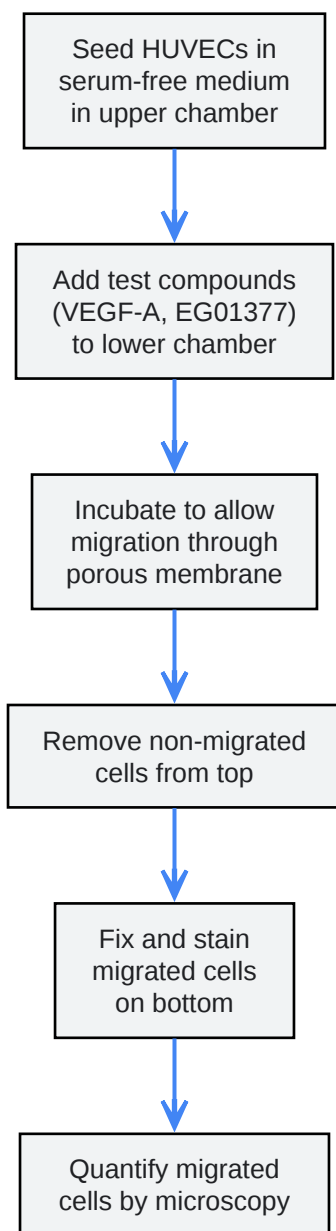 Seed HUVECs in
serum-free medium
in upper chamber
Add test compounds
(VEGF-A, EG01377)
to lower chamber
Incubate to allow
migration through
porous membrane
Remove non-migrated
cells from top
Fix and stain
migrated cells
on bottom
Quantify migrated
cells by microscopy